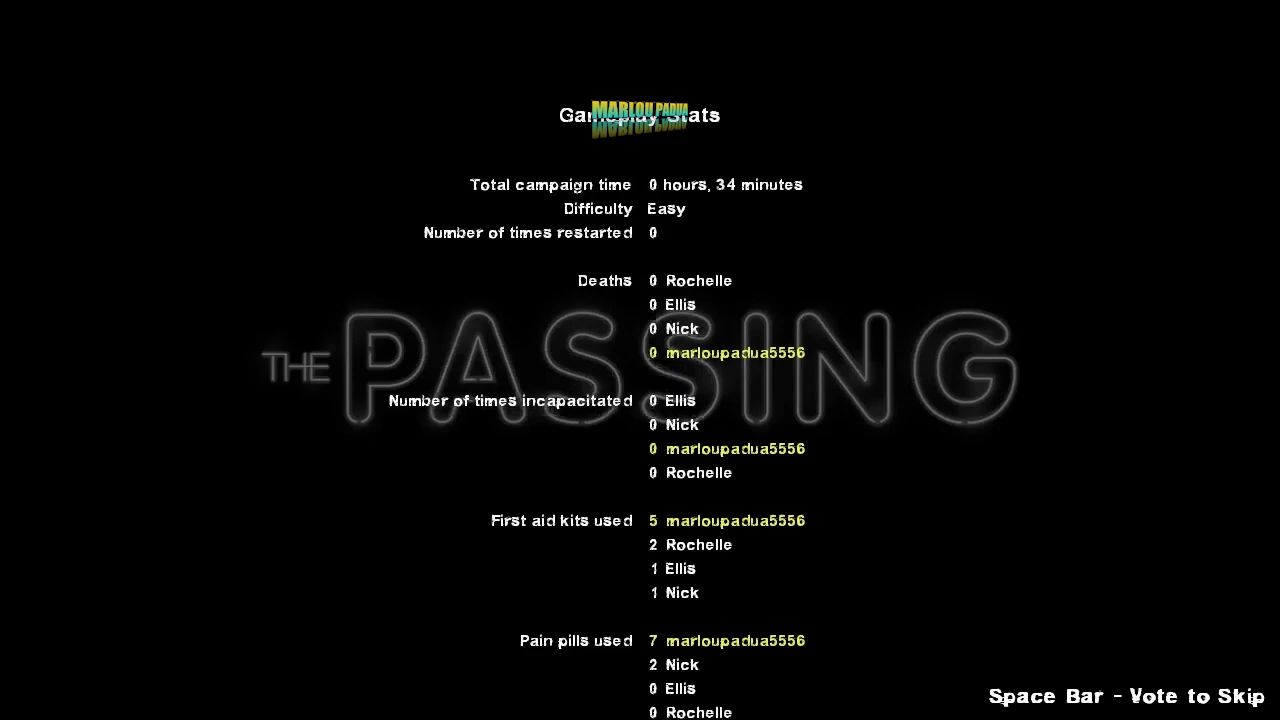 Gameplay Stats
MARLOU PADUA
Total campaign time 0 hours, 34 minutes
Difficulty Easy
Number of times restarted 0
Deaths 0 Rochelle
0 Ellis
0 Nick
THE PASSING
0 marloupadua5556
Number of times incapacitated 0 Ellis
0 Nick
0 marloupadua5556
0 Rochelle
First aid kits used 5 marloupadua5556
2 Rochelle
1 Ellis
1 Nick
Pain pills used 7 marloupadua5556
2 Nick
0 Ellis
0 Rochelle
Space Bar - Vote to Skip